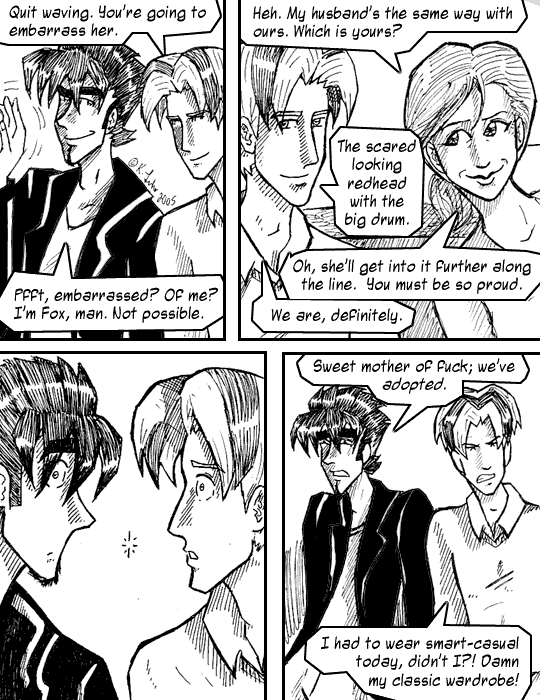 Quit waving. You're going to
embarrass her.
Pfft, embarrassed? Of me?
I'm Fox, man. Not possible.
Heh. My husband's the same way with
ours. Which is yours?
The scared
looking
redhead
with the
big drum.
Oh, she'll get into it further along
the line. You must be so proud.
We are, definitely.
Sweet mother of fuck; we've
adopted.
I had to wear smart-casual
today, didn't I?! Damn
my classic wardrobe!